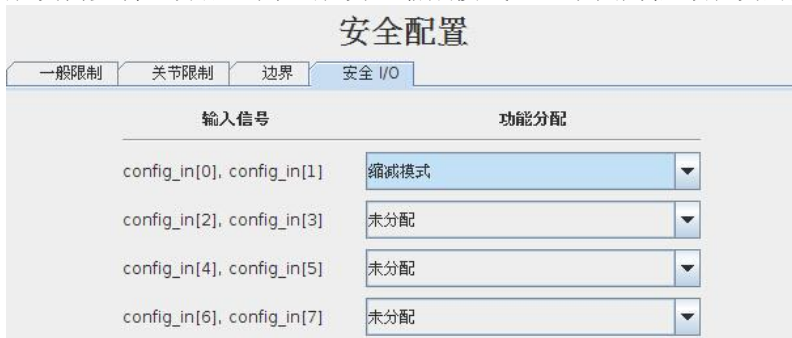 安全配置
一般限制 关节限制 边界 安全 I/O
输入信号 功能分配
config_in[0], config_in[1] 缩减模式
config_in[2], config_in[3] 未分配
config_in[4], config_in[5] 未分配
config_in[6], config_in[7] 未分配